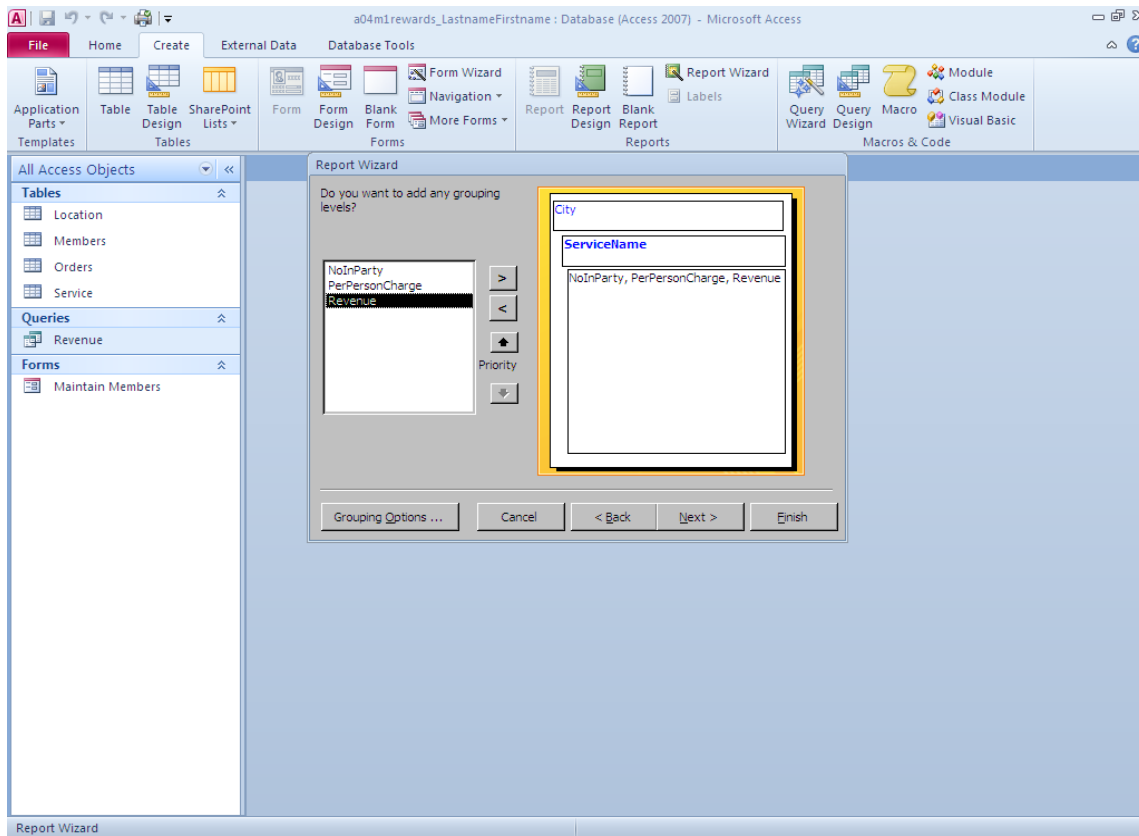 A
a04m1rewards_LastnameFirstname : Database (Access 2007) - Microsoft Access
File Home Create External Data Database Tools
Application Parts
Table
Table Design
SharePoint Lists
Form
Form Design
Blank Form
Form Wizard
Navigation
More Forms
Report
Report Design
Blank Report
Report Wizard
Labels
Query Wizard
Query Design
Macro
Module
Class Module
Visual Basic
Templates Tables Forms Reports Macros & Code
All Access Objects
Tables
Location
Members
Orders
Service
Queries
Revenue
Forms
Maintain Members
Report Wizard
Do you want to add any grouping
levels?
NoInParty
PerPersonCharge
Revenue
>
<
Priority
City
ServiceName
NoInParty, PerPersonCharge, Revenue
Grouping Options ... Cancel < Back Next > Finish
Report Wizard